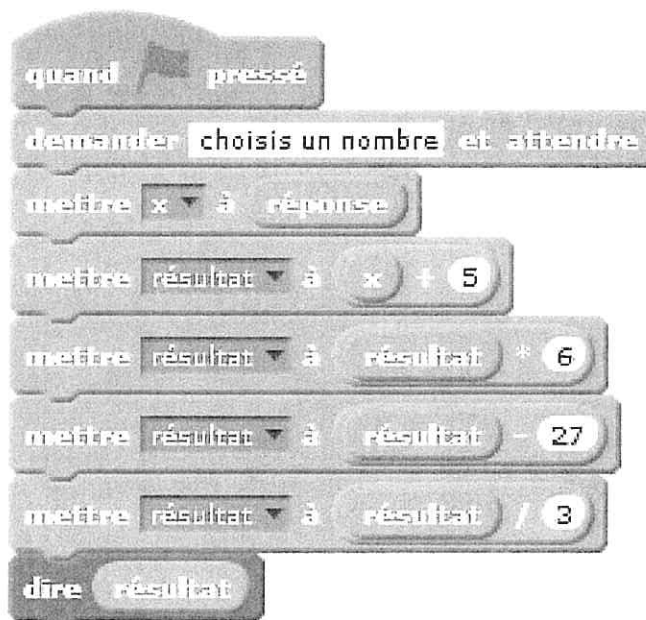 quand pressé
demander choisis un nombre et attendre
mettre x à réponse
mettre résultat à x + 5
mettre résultat à résultat * 6
mettre résultat à résultat - 27
mettre résultat à résultat / 3
dire résultat